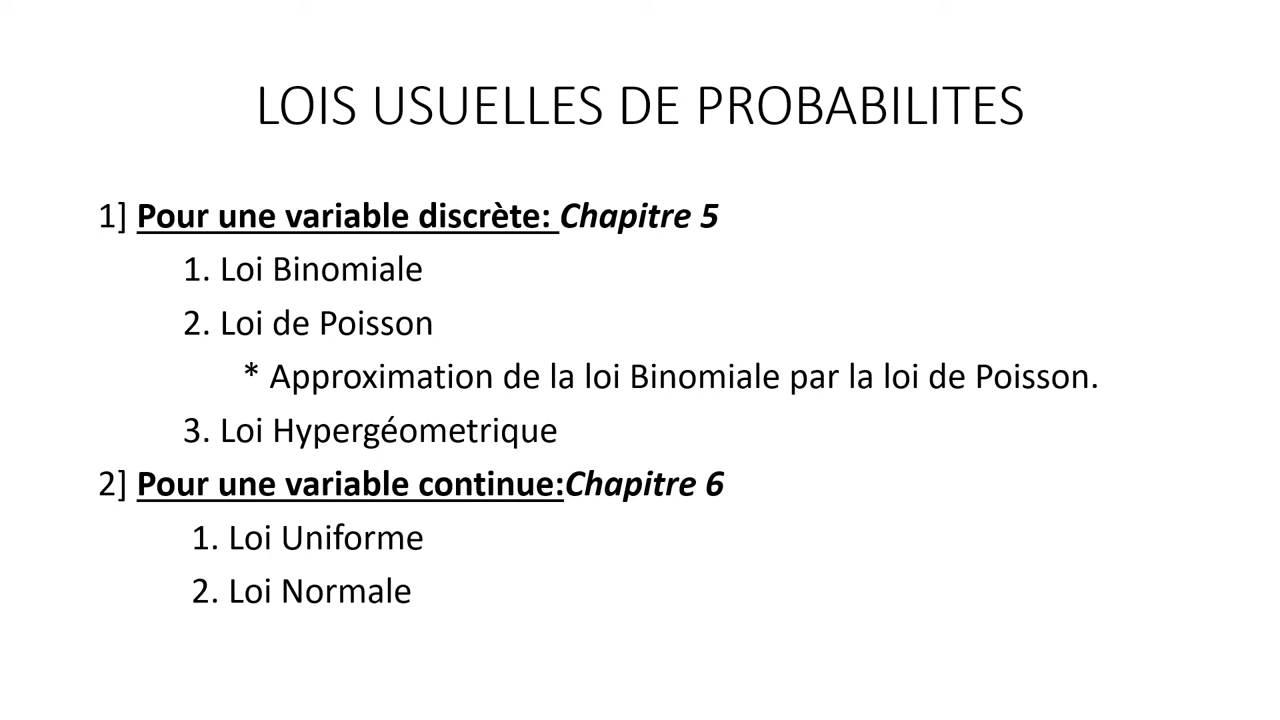 LOIS USUELLES DE PROBABILITES
1] Pour une variable discrète: Chapitre 5
1. Loi Binomiale
2. Loi de Poisson
* Approximation de la loi Binomiale par la loi de Poisson.
3. Loi Hypergéometrique
2] Pour une variable continue:Chapitre 6
1. Loi Uniforme
2. Loi Normale